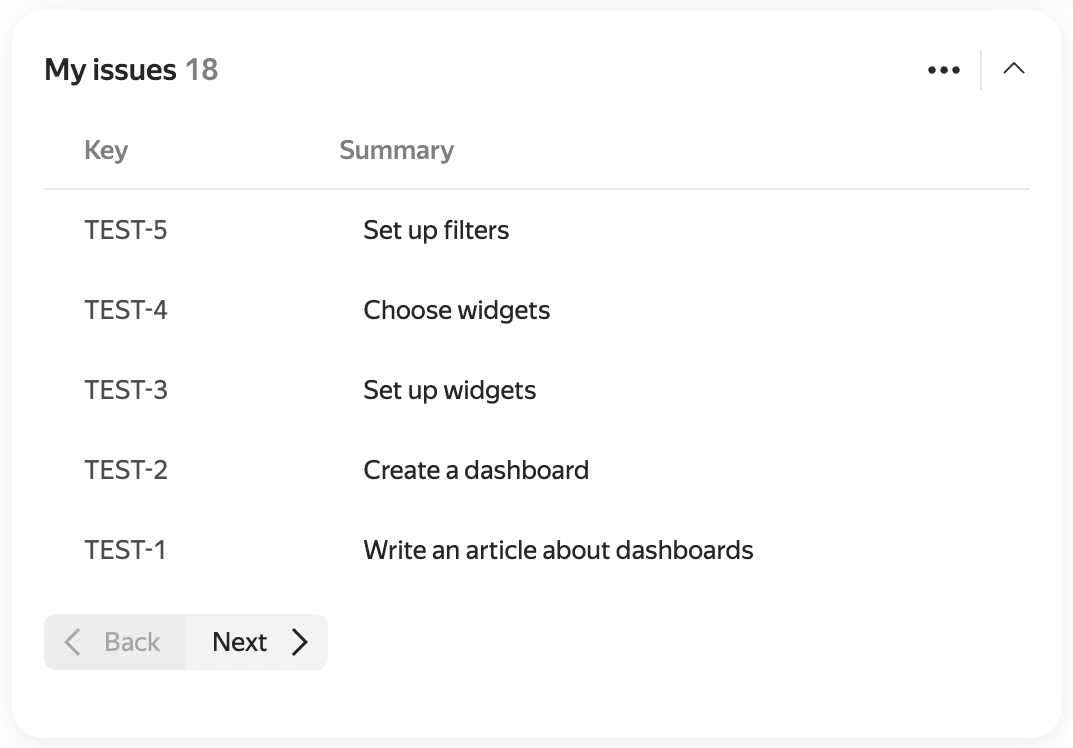 My issues 18
Key Summary
TEST-5 Set up filters
TEST-4 Choose widgets
TEST-3 Set up widgets
TEST-2 Create a dashboard
TEST-1 Write an article about dashboards
Back Next